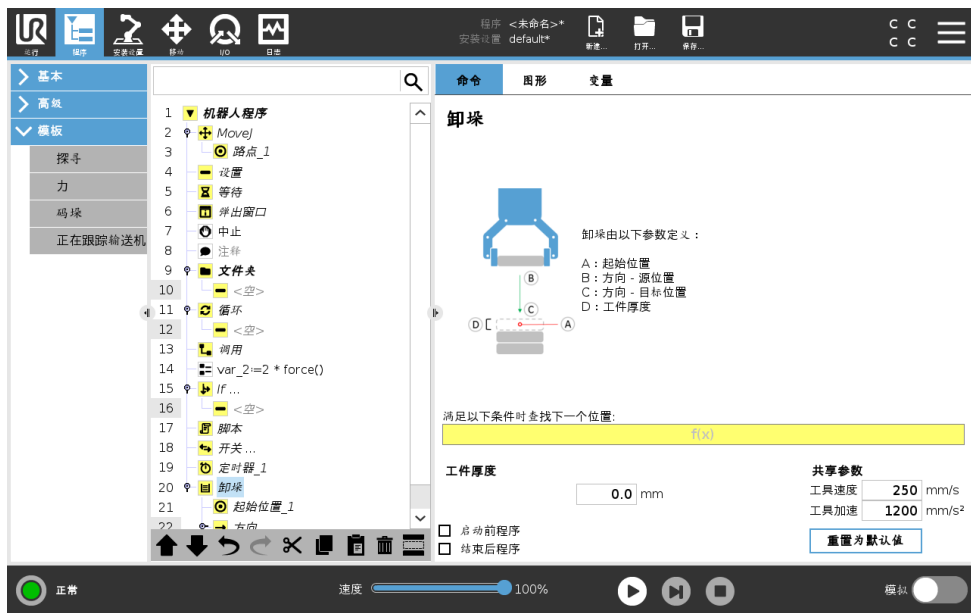 程序 <未命名>*
安装设置 default*
运行 程序 安装设置 移动 I/O 日志 新建... 打开... 保存...
C C
C C
基本
高级
模板
探寻
力
码垛
正在跟踪输送机
1 机器人程序
2 MoveJ
3 路点_1
4 设置
5 等待
6 弹出窗口
7 中止
8 注释
9 文件夹
10 <空>
11 循环
12 <空>
13 调用
14 var_2:=2 * force()
15 If ...
16 <空>
17 脚本
18 开关 ...
19 定时器_1
20 卸垛
21 起始位置_1
22 方向
命令 图形 变量
卸垛
卸垛由以下参数定义：
A：起始位置
B：方向 - 源位置
C：方向 - 目标位置
D：工件厚度
B
C
D
A
满足以下条件时查找下一个位置:
f(x)
工件厚度
0.0 mm
启动前程序
结束后程序
共享参数
工具速度 250 mm/s
工具加速 1200 mm/s²
重置为默认值
正常 速度 100% 模拟